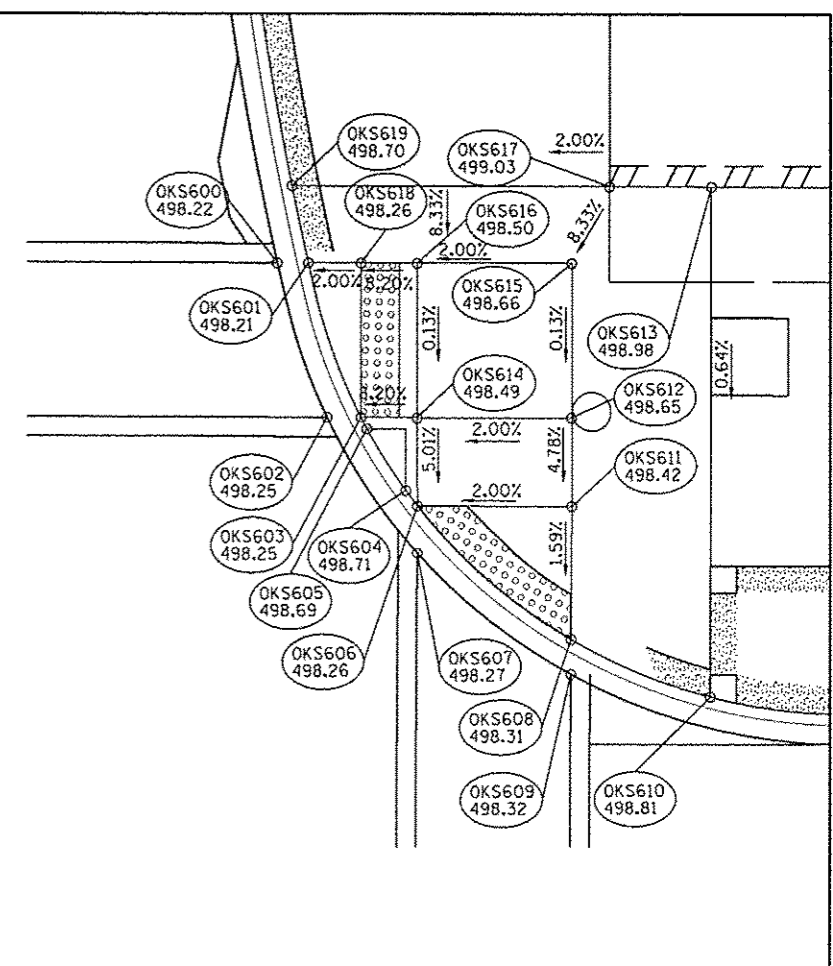 2.00%
OKS619
498.70
OKS617
499.03
OKS600
498.22
OKS618
498.26
8.33%
OKS616
498.50
8.33%
2.00%
2.00%
8.20%
OKS615
498.66
OKS601
498.21
0.13%
0.13%
OKS613
498.98
0.64%
OKS614
498.49
OKS612
498.65
8.20%
2.00%
5.01%
4.78%
OKS602
498.25
OKS611
498.42
2.00%
OKS603
498.25
OKS604
498.71
1.59%
OKS605
498.69
OKS606
498.26
OKS607
498.27
OKS608
498.31
OKS609
498.32
OKS610
498.81